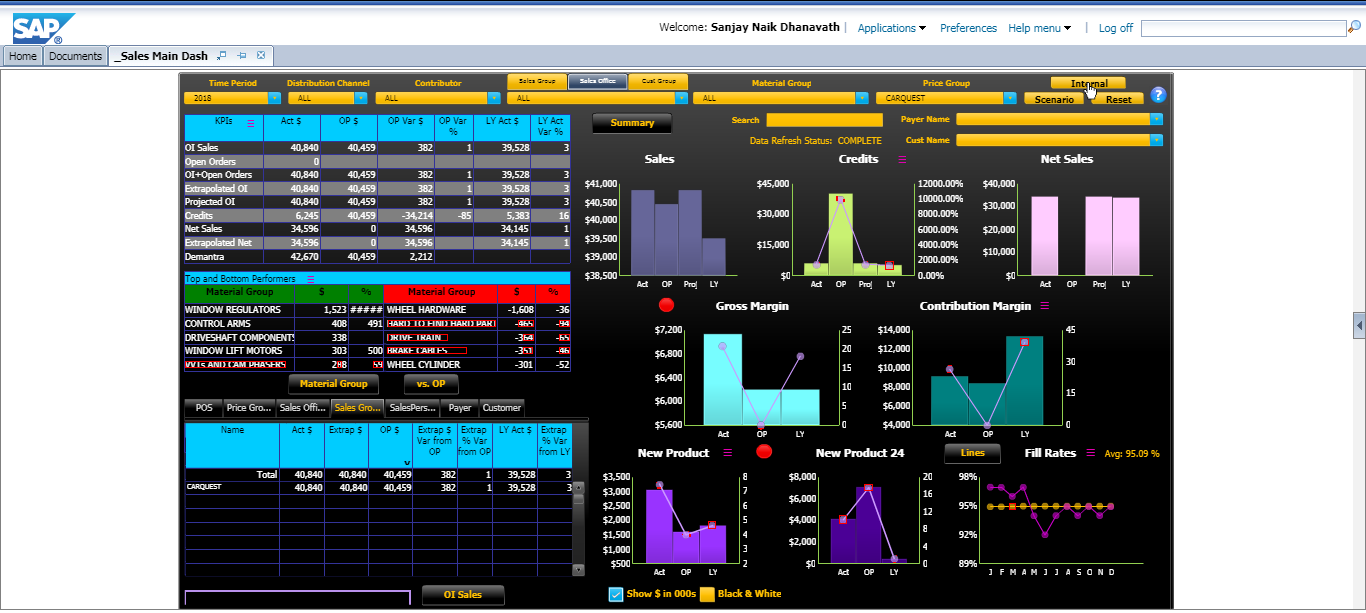 SAP ®
Welcome: Sanjay Naik Dhanavath | Applications Preferences Help menu | Log off
Home Documents _Sales Main Dash
Time Period Distribution Channel Contributor Sales Group Sales Office Cust Group Material Group Price Group Internal
2018 ALL ALL ALL ALL CARQUEST Scenario Reset ?
KPIs Act $ OP $ OP Var $ OP Var % LY Act $ LY Act Var %
OI Sales 40,840 40,459 382 1 39,528 3
Open Orders 0
OI+Open Orders 40,840 40,459 382 1 39,528 3
Extrapolated OI 40,840 40,459 382 1 39,528 3
Projected OI 40,840 40,459 382 1 39,528 3
Credits 6,245 40,459 -34,214 -85 5,383 16
Net Sales 34,596 0 34,596 34,145 1
Extrapolated Net 34,596 0 34,596 34,145 1
Demantra 42,670 40,459 2,212
Top and Bottom Performers
Material Group $ % Material Group $ %
WINDOW REGULATORS 1,523 ##### WHEEL HARDWARE -1,608 -36
CONTROL ARMS 408 491 HARD TO FIND HARD PART -465 -94
DRIVESHAFT COMPONENTS 338 DRIVE TRAIN -364 -65
WINDOW LIFT MOTORS 303 500 BRAKE CABLES -351 -46
VVTs AND CAM PHASERS 288 59 WHEEL CYLINDER -301 -52
Material Group vs. OP
POS Price Gro... Sales Offi... Sales Gro... SalesPers... Payer Customer
Name Act $ Extrap $ OP $ Extrap $ Var from OP Extrap % Var from OP LY Act $ Extrap % Var from LY
Total 40,840 40,840 40,459 382 1 39,528 3
CARQUEST 40,840 40,840 40,459 382 1 39,528 3
OI Sales
Summary Search Payer Name
Data Refresh Status: COMPLETE Cust Name
Sales
$41,000
$40,500
$40,000
$39,500
$39,000
$38,500
Act OP Proj LY
Credits
$45,000 12000.00%
10000.00%
$30,000 8000.00%
6000.00%
$15,000 4000.00%
2000.00%
$0 0.00%
Act OP Proj LY
Net Sales
$40,000
$30,000
$20,000
$10,000
$0
Act OP Proj LY
Gross Margin
$7,200 25
$6,800 20
15
$6,400 10
$6,000 5
$5,600 0
Act OP LY
Contribution Margin
$14,000 45
$12,000
$10,000 30
$8,000 15
$6,000
$4,000 0
Act OP LY
New Product
$3,500 8
$3,000 7
$2,500 6
$2,000 5
$1,500 4
$1,000 3
$500 2
Act OP LY
New Product 24
$8,000 20
$6,000 16
$4,000 12
8
$2,000 4
$0 0
Act OP LY
Lines Fill Rates Avg: 95.09 %
98%
95%
92%
89%
J F M A M J J A S O N D
Show $ in 000s Black & White